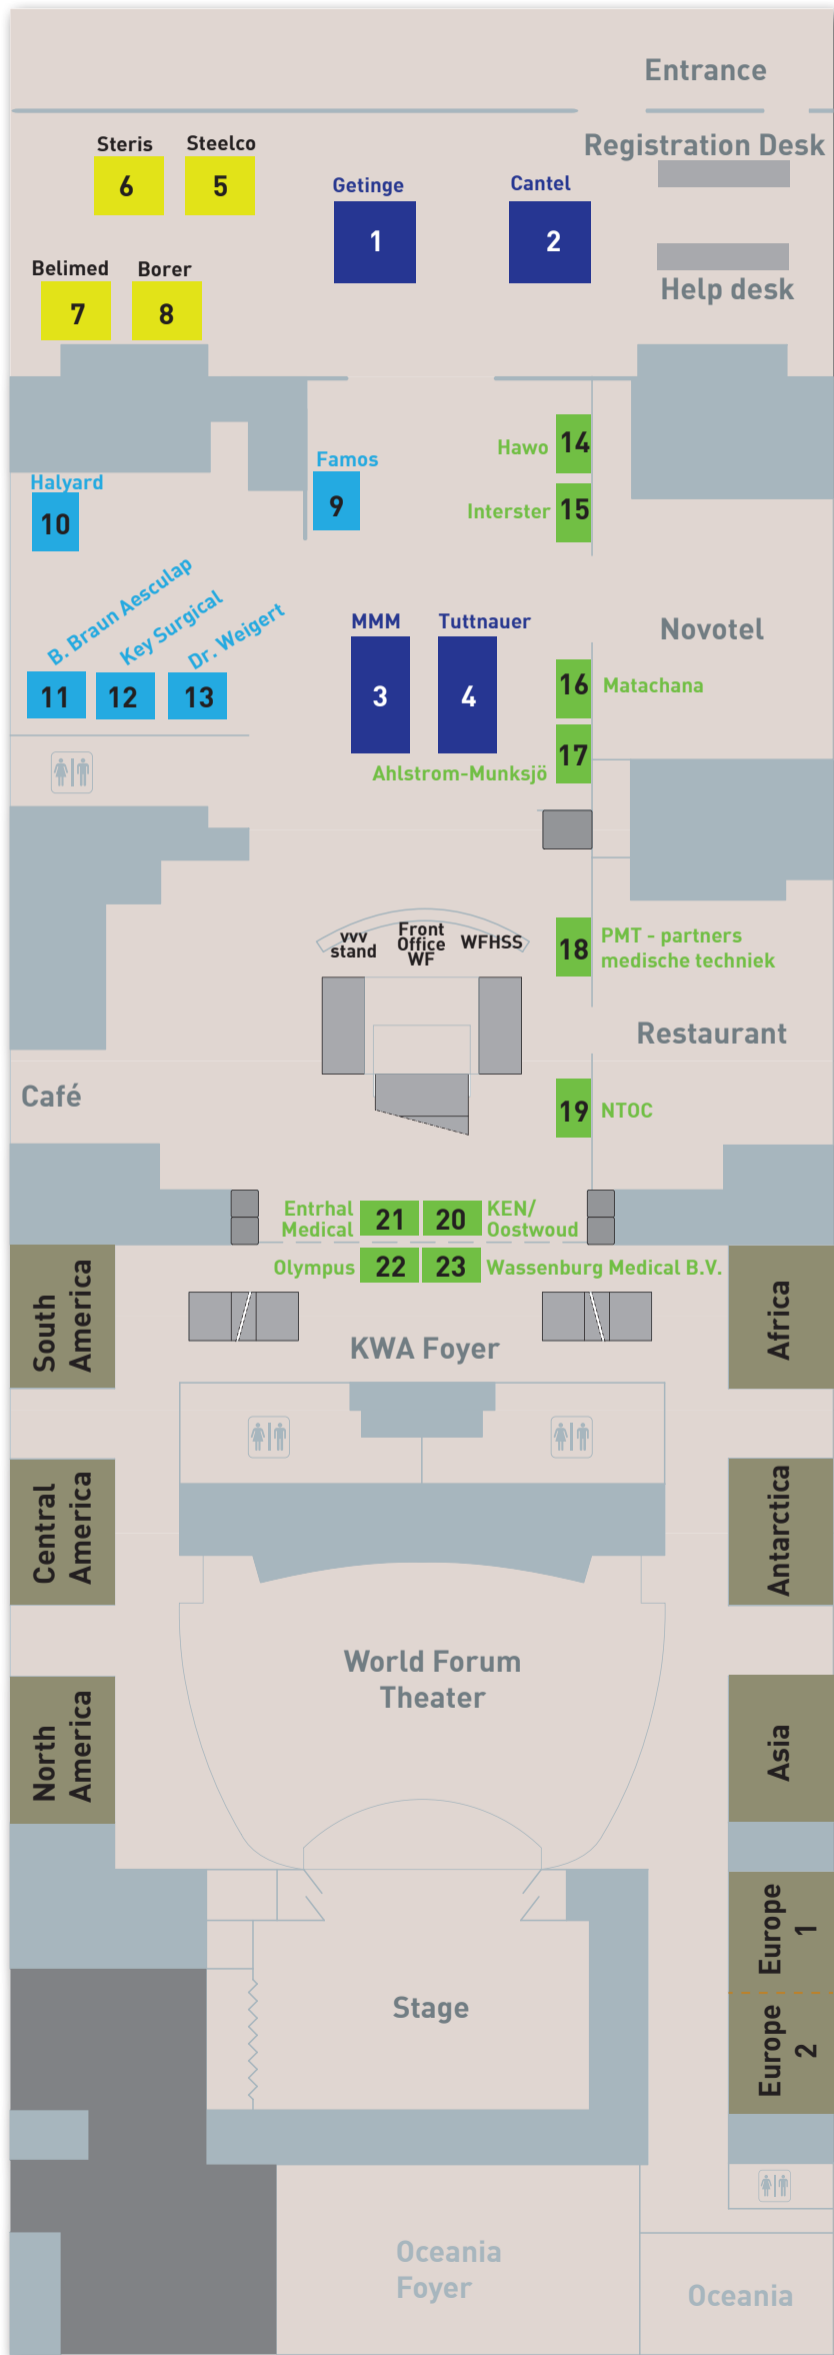 Entrance
Registration Desk
Steris
Steelco
6
5
Getinge
Cantel
1
2
Help desk
Belimed
Borer
7
8
Hawo
14
Famos
9
Halyard
10
Interster
15
B. Braun Aesculap
Key Surgical
Dr. Weigert
11
12
13
MMM
Tuttnauer
3
4
Novotel
16
Matachana
17
Ahlstrom-Munksjö
vvv
stand
Front
Office
WF
WFHSS
18
PMT - partners
medische techniek
Restaurant
Café
19
NTOC
Entrhal
Medical
21
20
KEN/
Oostwoud
Olympus
22
23
Wassenburg Medical B.V.
South
America
KWA Foyer
Africa
Central
America
Antarctica
World Forum
Theater
North
America
Asia
Europe
1
Stage
Europe
2
Oceania
Foyer
Oceania